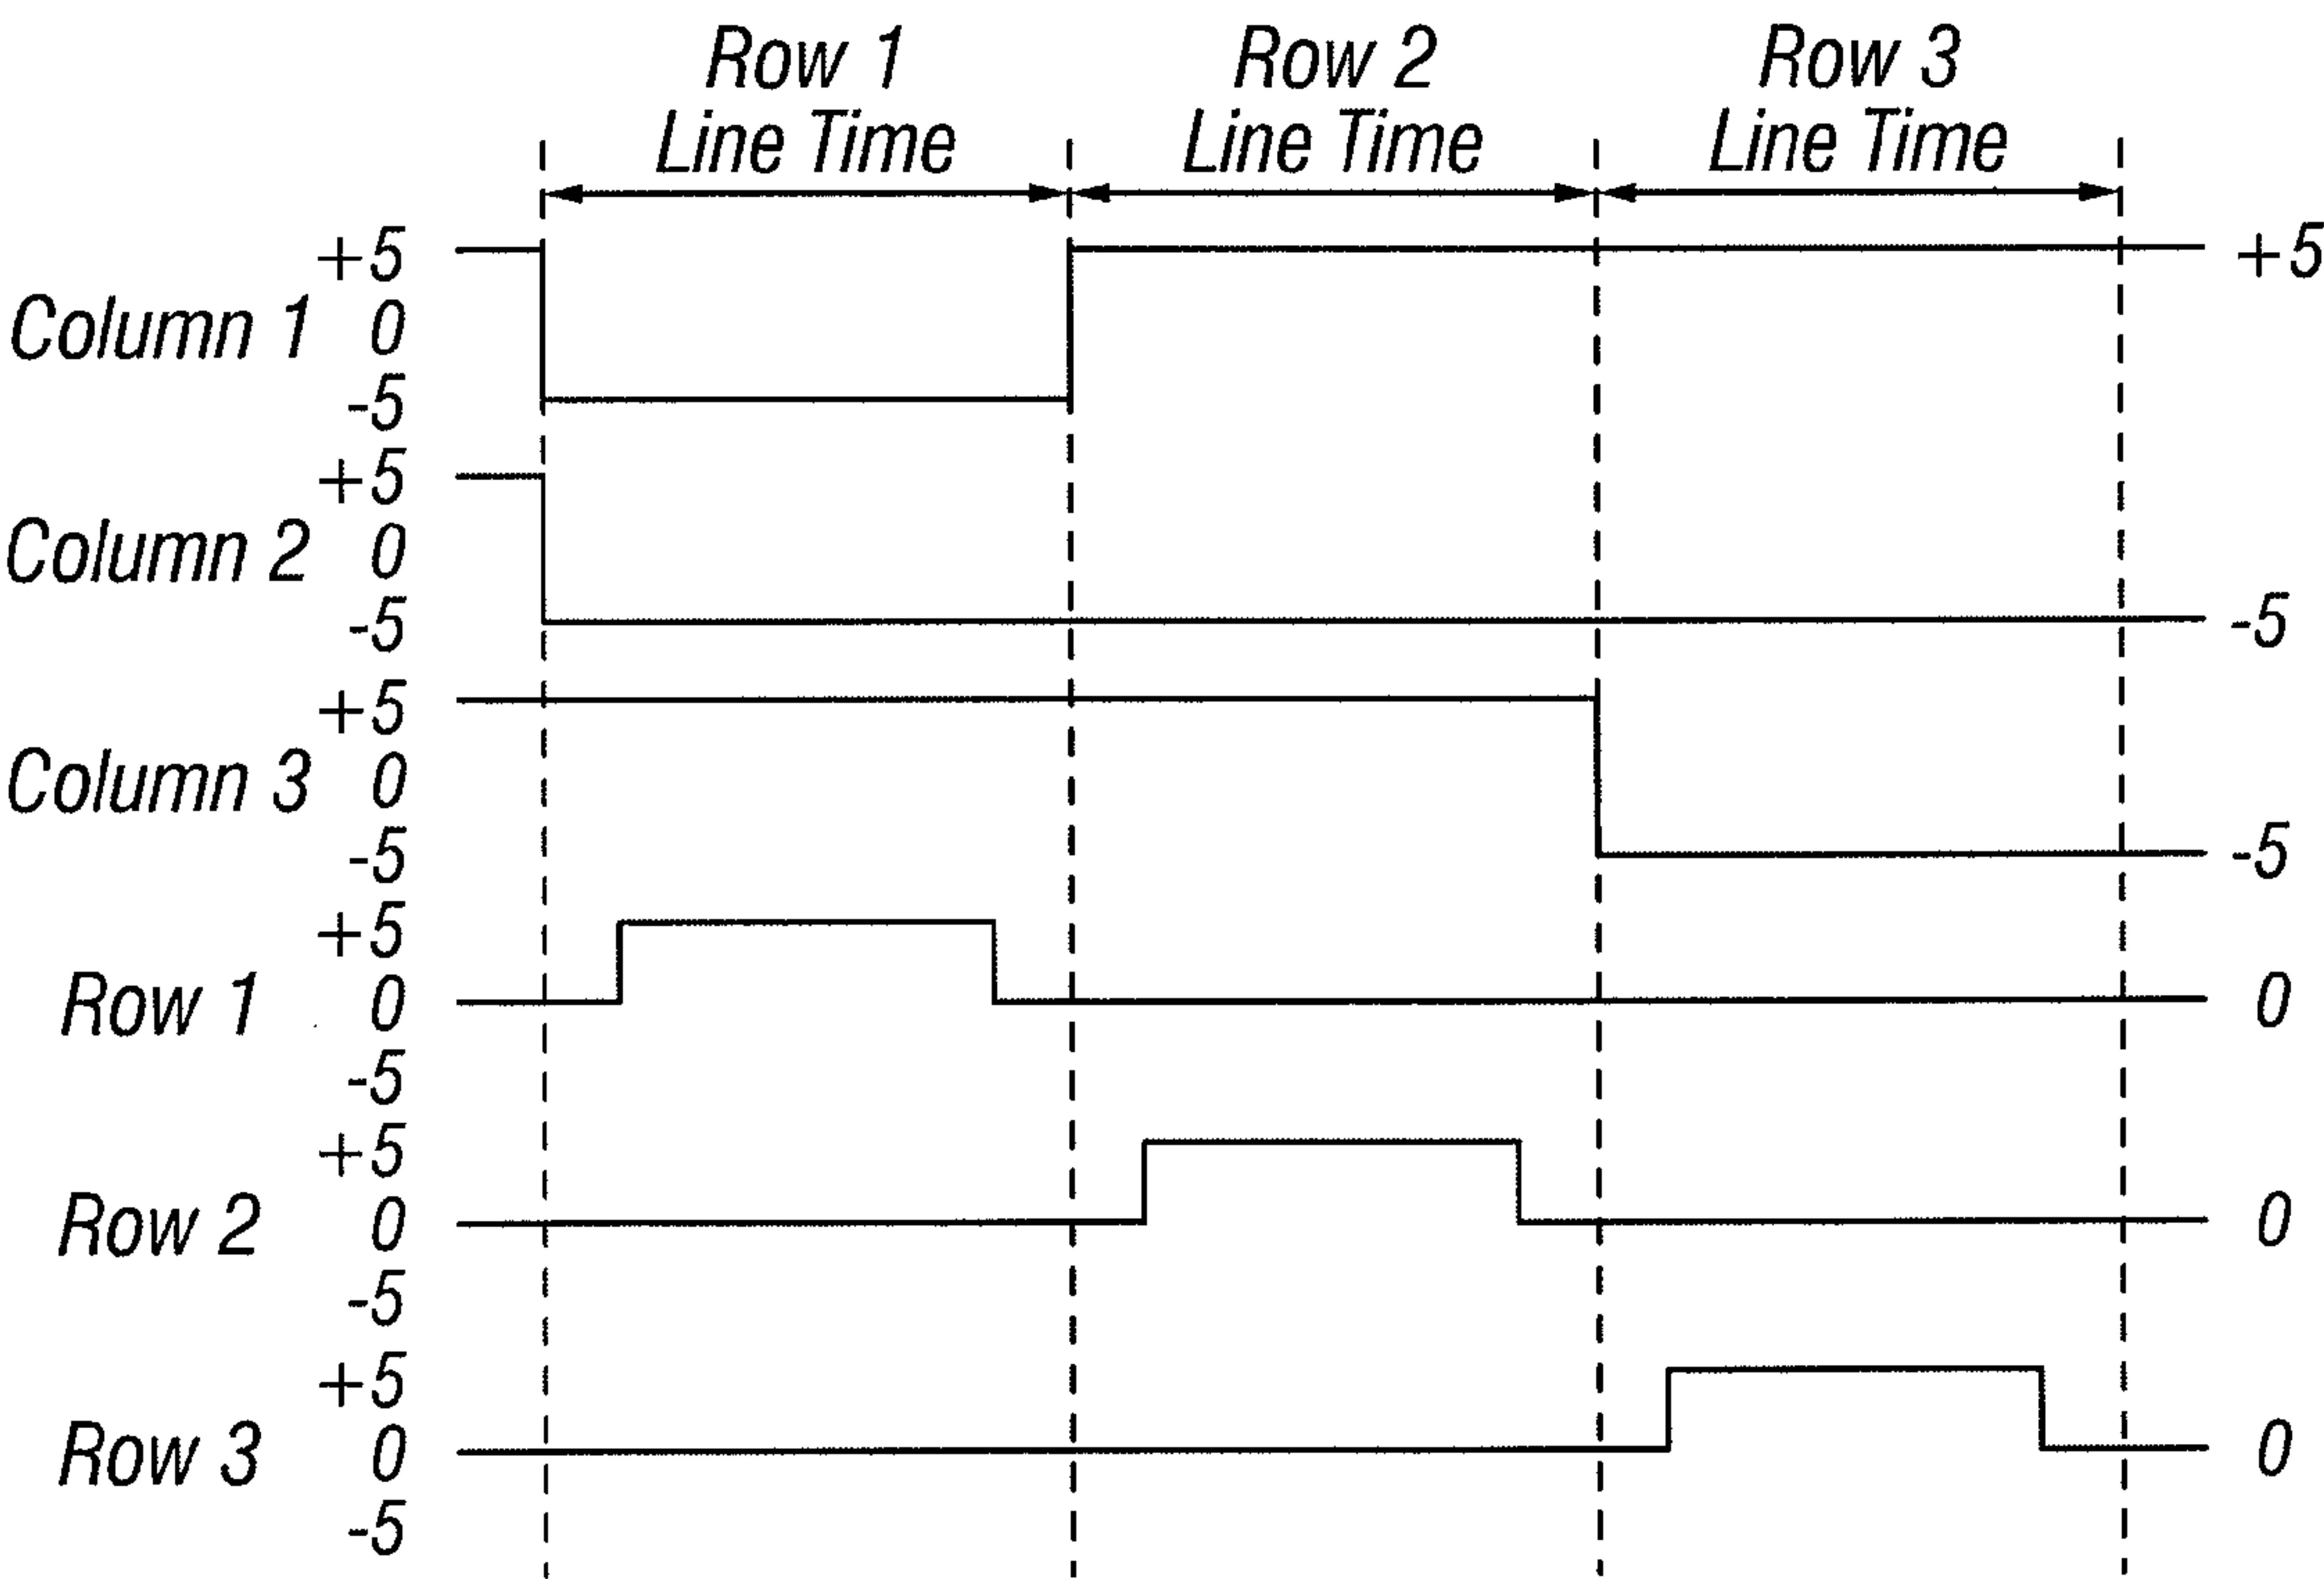 Row 1 Row 2 Row 3
Line Time Line Time Line Time
+5 +5
Column 1 0
-5
+5
Column 2 0
-5 -5
+5
Column 3 0
-5 -5
+5
Row 1 0 0
-5
+5
Row 2 0 0
-5
+5
Row 3 0 0
-5